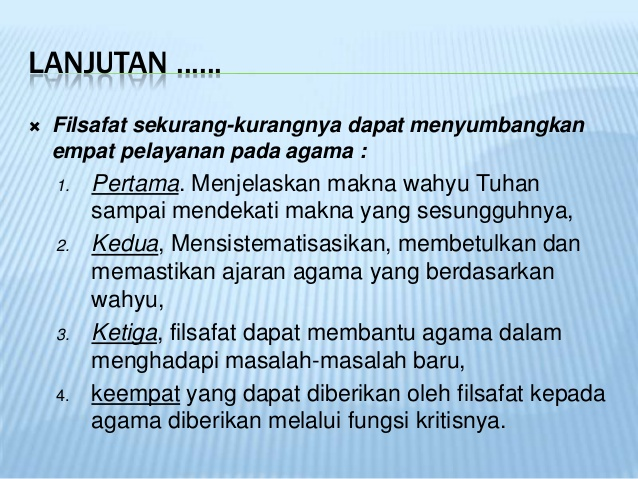 LANJUTAN ......
Filsafat sekurang-kurangnya dapat menyumbangkan
empat pelayanan pada agama :
1. Pertama. Menjelaskan makna wahyu Tuhan
sampai mendekati makna yang sesungguhnya,
2. Kedua, Mensistematisasikan, membetulkan dan
memastikan ajaran agama yang berdasarkan
wahyu,
3. Ketiga, filsafat dapat membantu agama dalam
menghadapi masalah-masalah baru,
4. keempat yang dapat diberikan oleh filsafat kepada
agama diberikan melalui fungsi kritisnya.